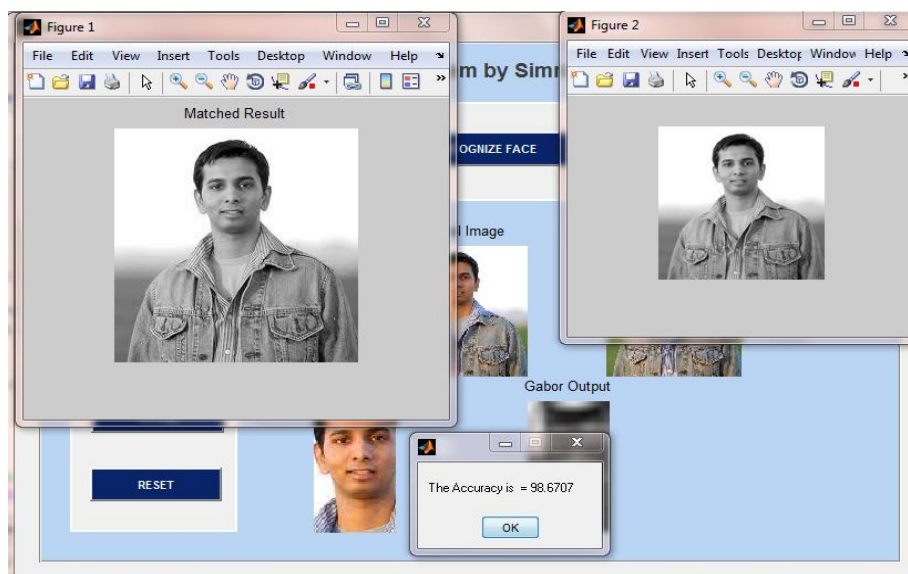 Figure 1
File Edit View Insert Tools Desktop Window Help
Matched Result
Figure 2
File Edit View Insert Tools Desktop Window Help
m by
OGNIZE FACE
l Image
Gabor Output
RESET
The Accuracy is = 98.6707
OK